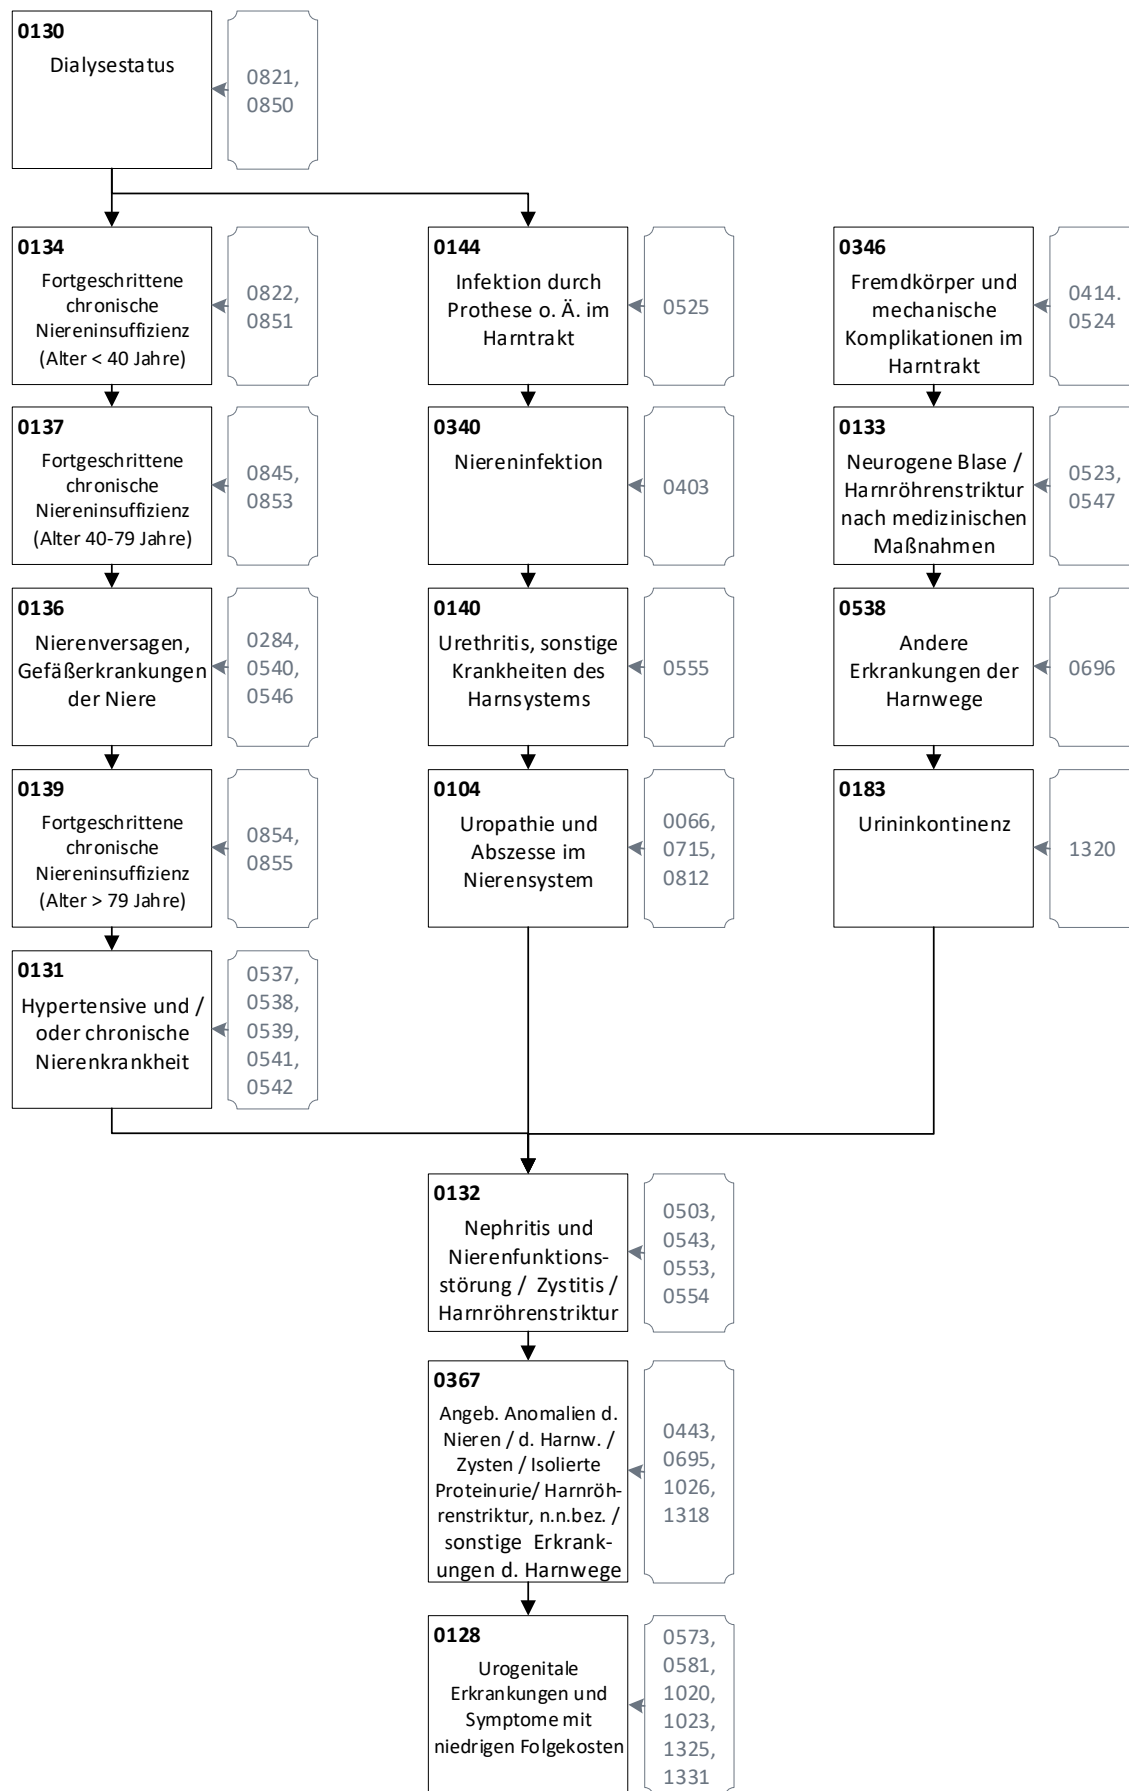 0130
Dialysestatus
0821,
0850
0134
Fortgeschrittene
chronische
Niereninsuffizienz
(Alter < 40 Jahre)
0822,
0851
0144
Infektion durch
Prothese o. Ä. im
Harntrakt
0525
0346
Fremdkörper und
mechanische
Komplikationen im
Harntrakt
0414.
0524
0137
Fortgeschrittene
chronische
Niereninsuffizienz
(Alter 40-79 Jahre)
0845,
0853
0340
Niereninfektion
0403
0133
Neurogene Blase /
Harnröhrenstriktur
nach medizinischen
Maßnahmen
0523,
0547
0136
Nierenversagen,
Gefäßerkrankungen
der Niere
0284,
0540,
0546
0140
Urethritis, sonstige
Krankheiten des
Harnsystems
0555
0538
Andere
Erkrankungen der
Harnwege
0696
0139
Fortgeschrittene
chronische
Niereninsuffizienz
(Alter > 79 Jahre)
0854,
0855
0104
Uropathie und
Abszesse im
Nierensystem
0066,
0715,
0812
0183
Urininkontinenz
1320
0131
Hypertensive und /
oder chronische
Nierenkrankheit
0537,
0538,
0539,
0541,
0542
0132
Nephritis und
Nierenfunktions-
störung / Zystitis /
Harnröhrenstriktur
0503,
0543,
0553,
0554
0367
Angeb. Anomalien d.
Nieren / d. Harnw. /
Zysten / Isolierte
Proteinurie/ Harnröh-
renstriktur, n.n.bez. /
sonstige Erkrank-
ungen d. Harnwege
0443,
0695,
1026,
1318
0128
Urogenitale
Erkrankungen und
Symptome mit
niedrigen Folgekosten
0573,
0581,
1020,
1023,
1325,
1331